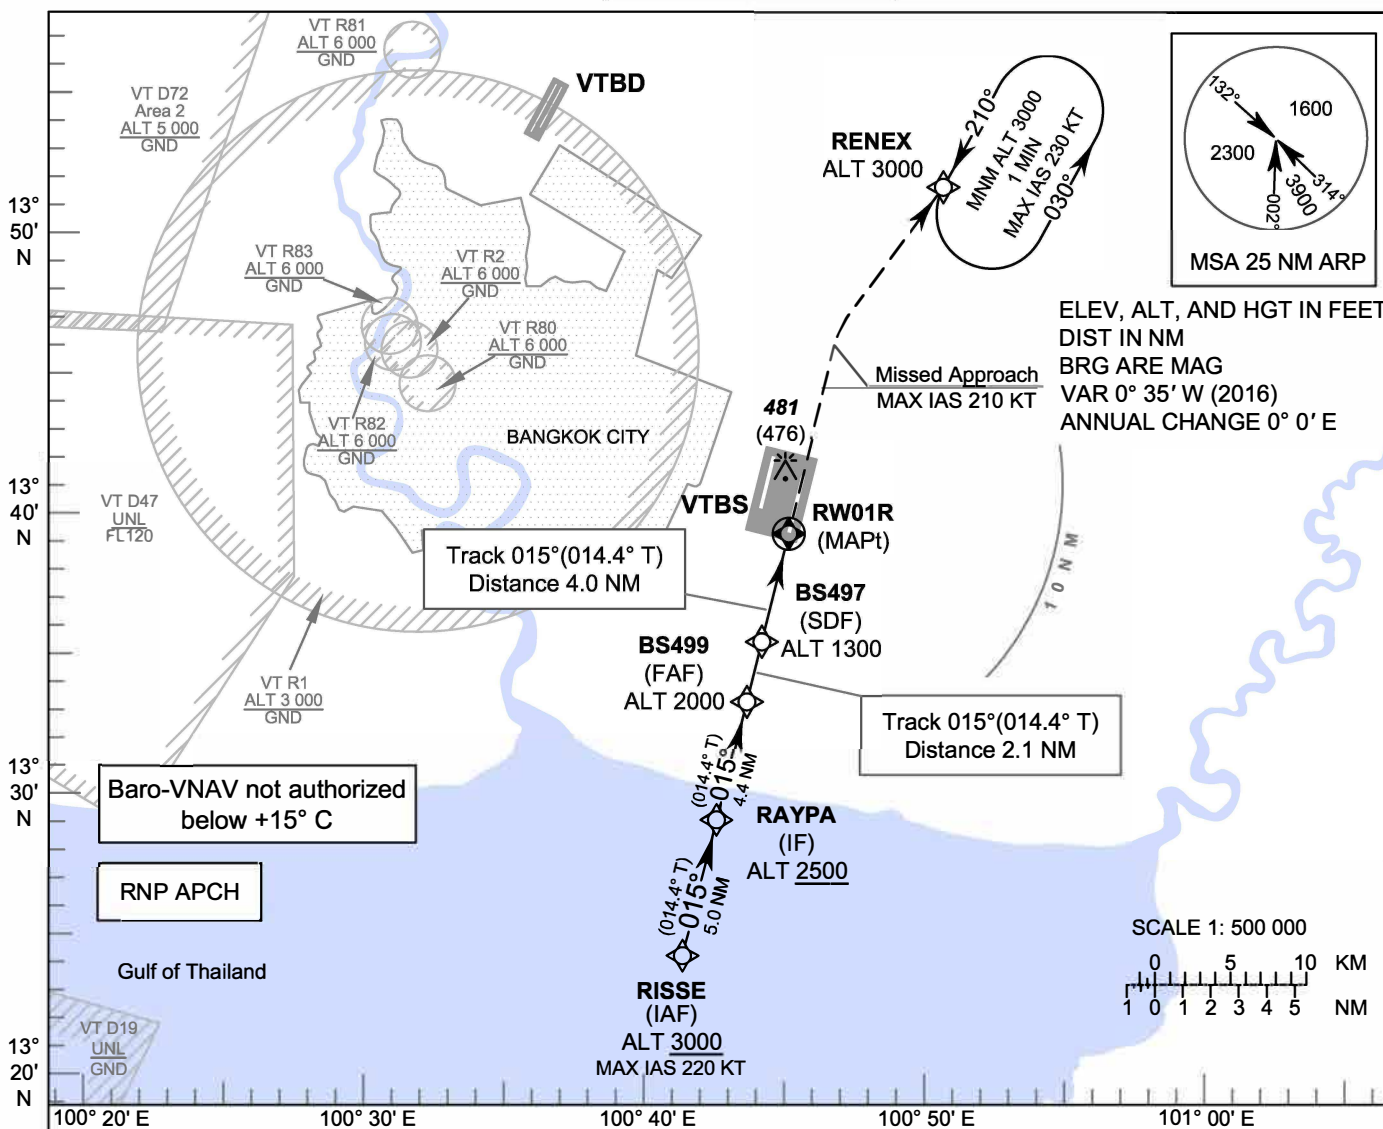 VT R81
ALT 6 000
GND
VTBD
VT D72
Area 2
ALT 5 000
GND
RENEX
ALT 3000
210°
MNM ALT 3000
1 MIN
MAX IAS 230 KT
030°
132°
1600
2300
3900
314°
002°
MSA 25 NM ARP
13°
50'
N
VT R83
ALT 6 000
GND
VT R2
ALT 6 000
GND
VT R80
ALT 6 000
GND
ELEV, ALT, AND HGT IN FEET
DIST IN NM
BRG ARE MAG
VAR 0° 35' W (2016)
ANNUAL CHANGE 0° 0' E
Missed Approach
MAX IAS 210 KT
481
(476)
VT R82
ALT 6 000
GND
BANGKOK CITY
13°
40'
N
VT D47
UNL
FL120
VTBS
RW01R
(MAPt)
Track 015°(014.4° T)
Distance 4.0 NM
10 NM
BS497
(SDF)
ALT 1300
BS499
(FAF)
ALT 2000
VT R1
ALT 3 000
GND
Track 015°(014.4° T)
Distance 2.1 NM
13°
30'
N
Baro-VNAV not authorized
below +15° C
(014.4° T)
015°
4.4 NM
RAYPA
(IF)
ALT 2500
RNP APCH
(014.4° T)
015°
5.0 NM
Gulf of Thailand
SCALE 1: 500 000
0 5 10 KM
1 0 1 2 3 4 5 NM
RISSE
(IAF)
ALT 3000
MAX IAS 220 KT
VT D19
UNL
GND
13°
20'
N
100° 20' E 100° 30' E 100° 40' E 100° 50' E 101° 00' E